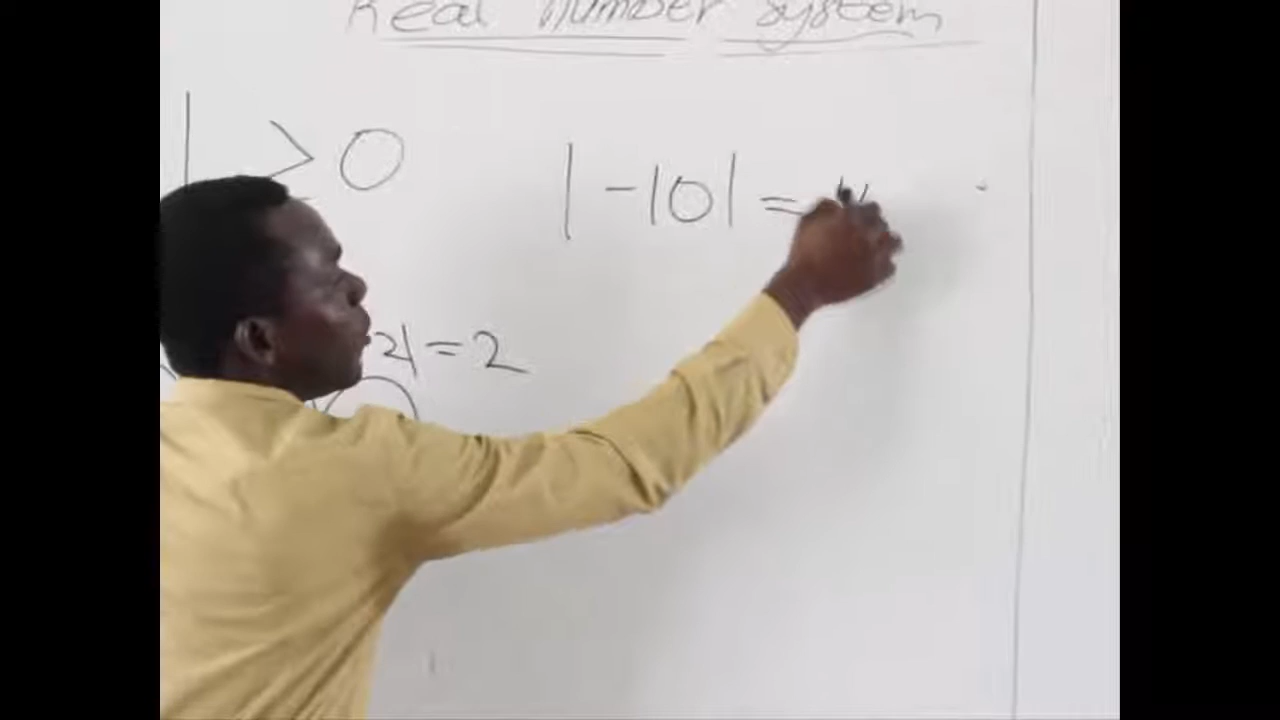 Real number system
| > 0
|-10| =
2| = 2